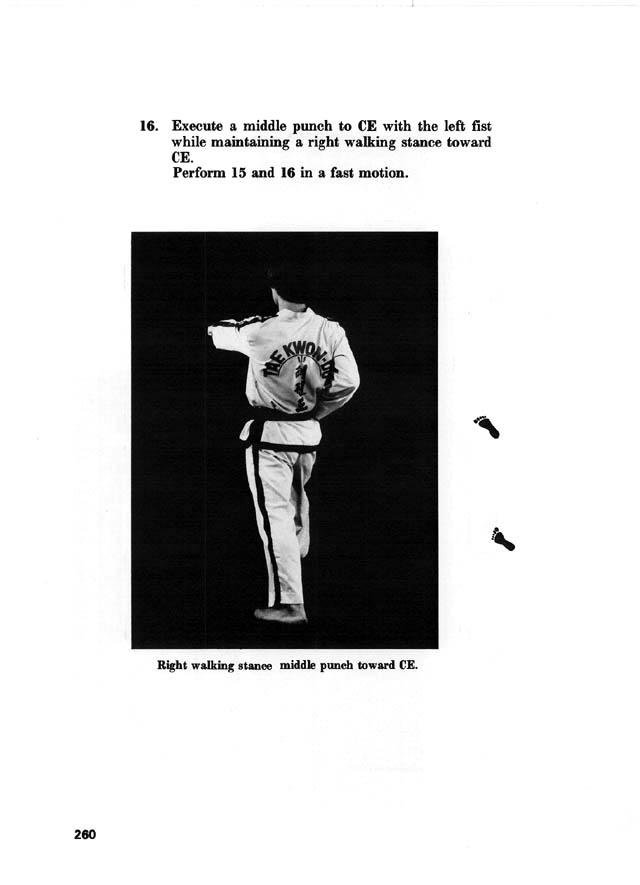 16. Execute a middle punch to CE with the left fist
while maintaining a right walking stance toward
CE.
Perform 15 and 16 in a fast motion.
TAE KWON-DO
Right walking stance middle punch toward CE.
260